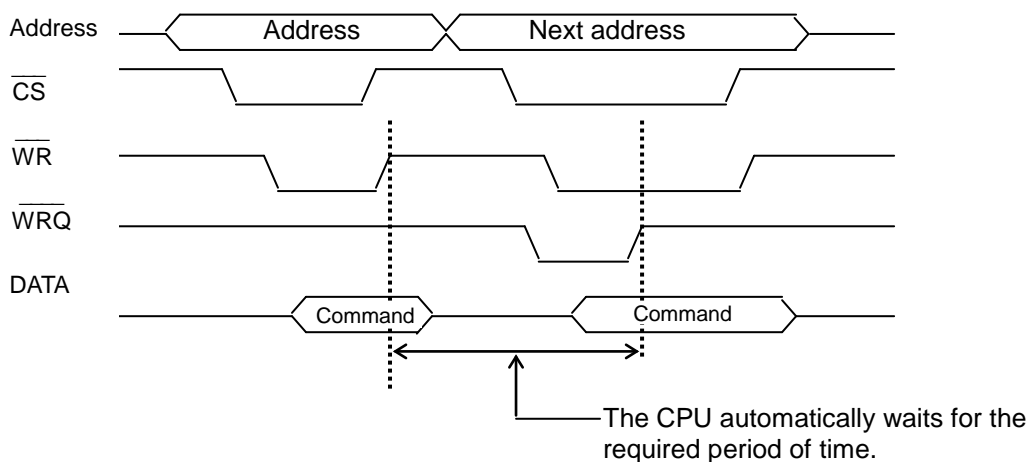 Address Address Next address
CS
WR
WRQ
DATA
Command Command
The CPU automatically waits for the
required period of time.